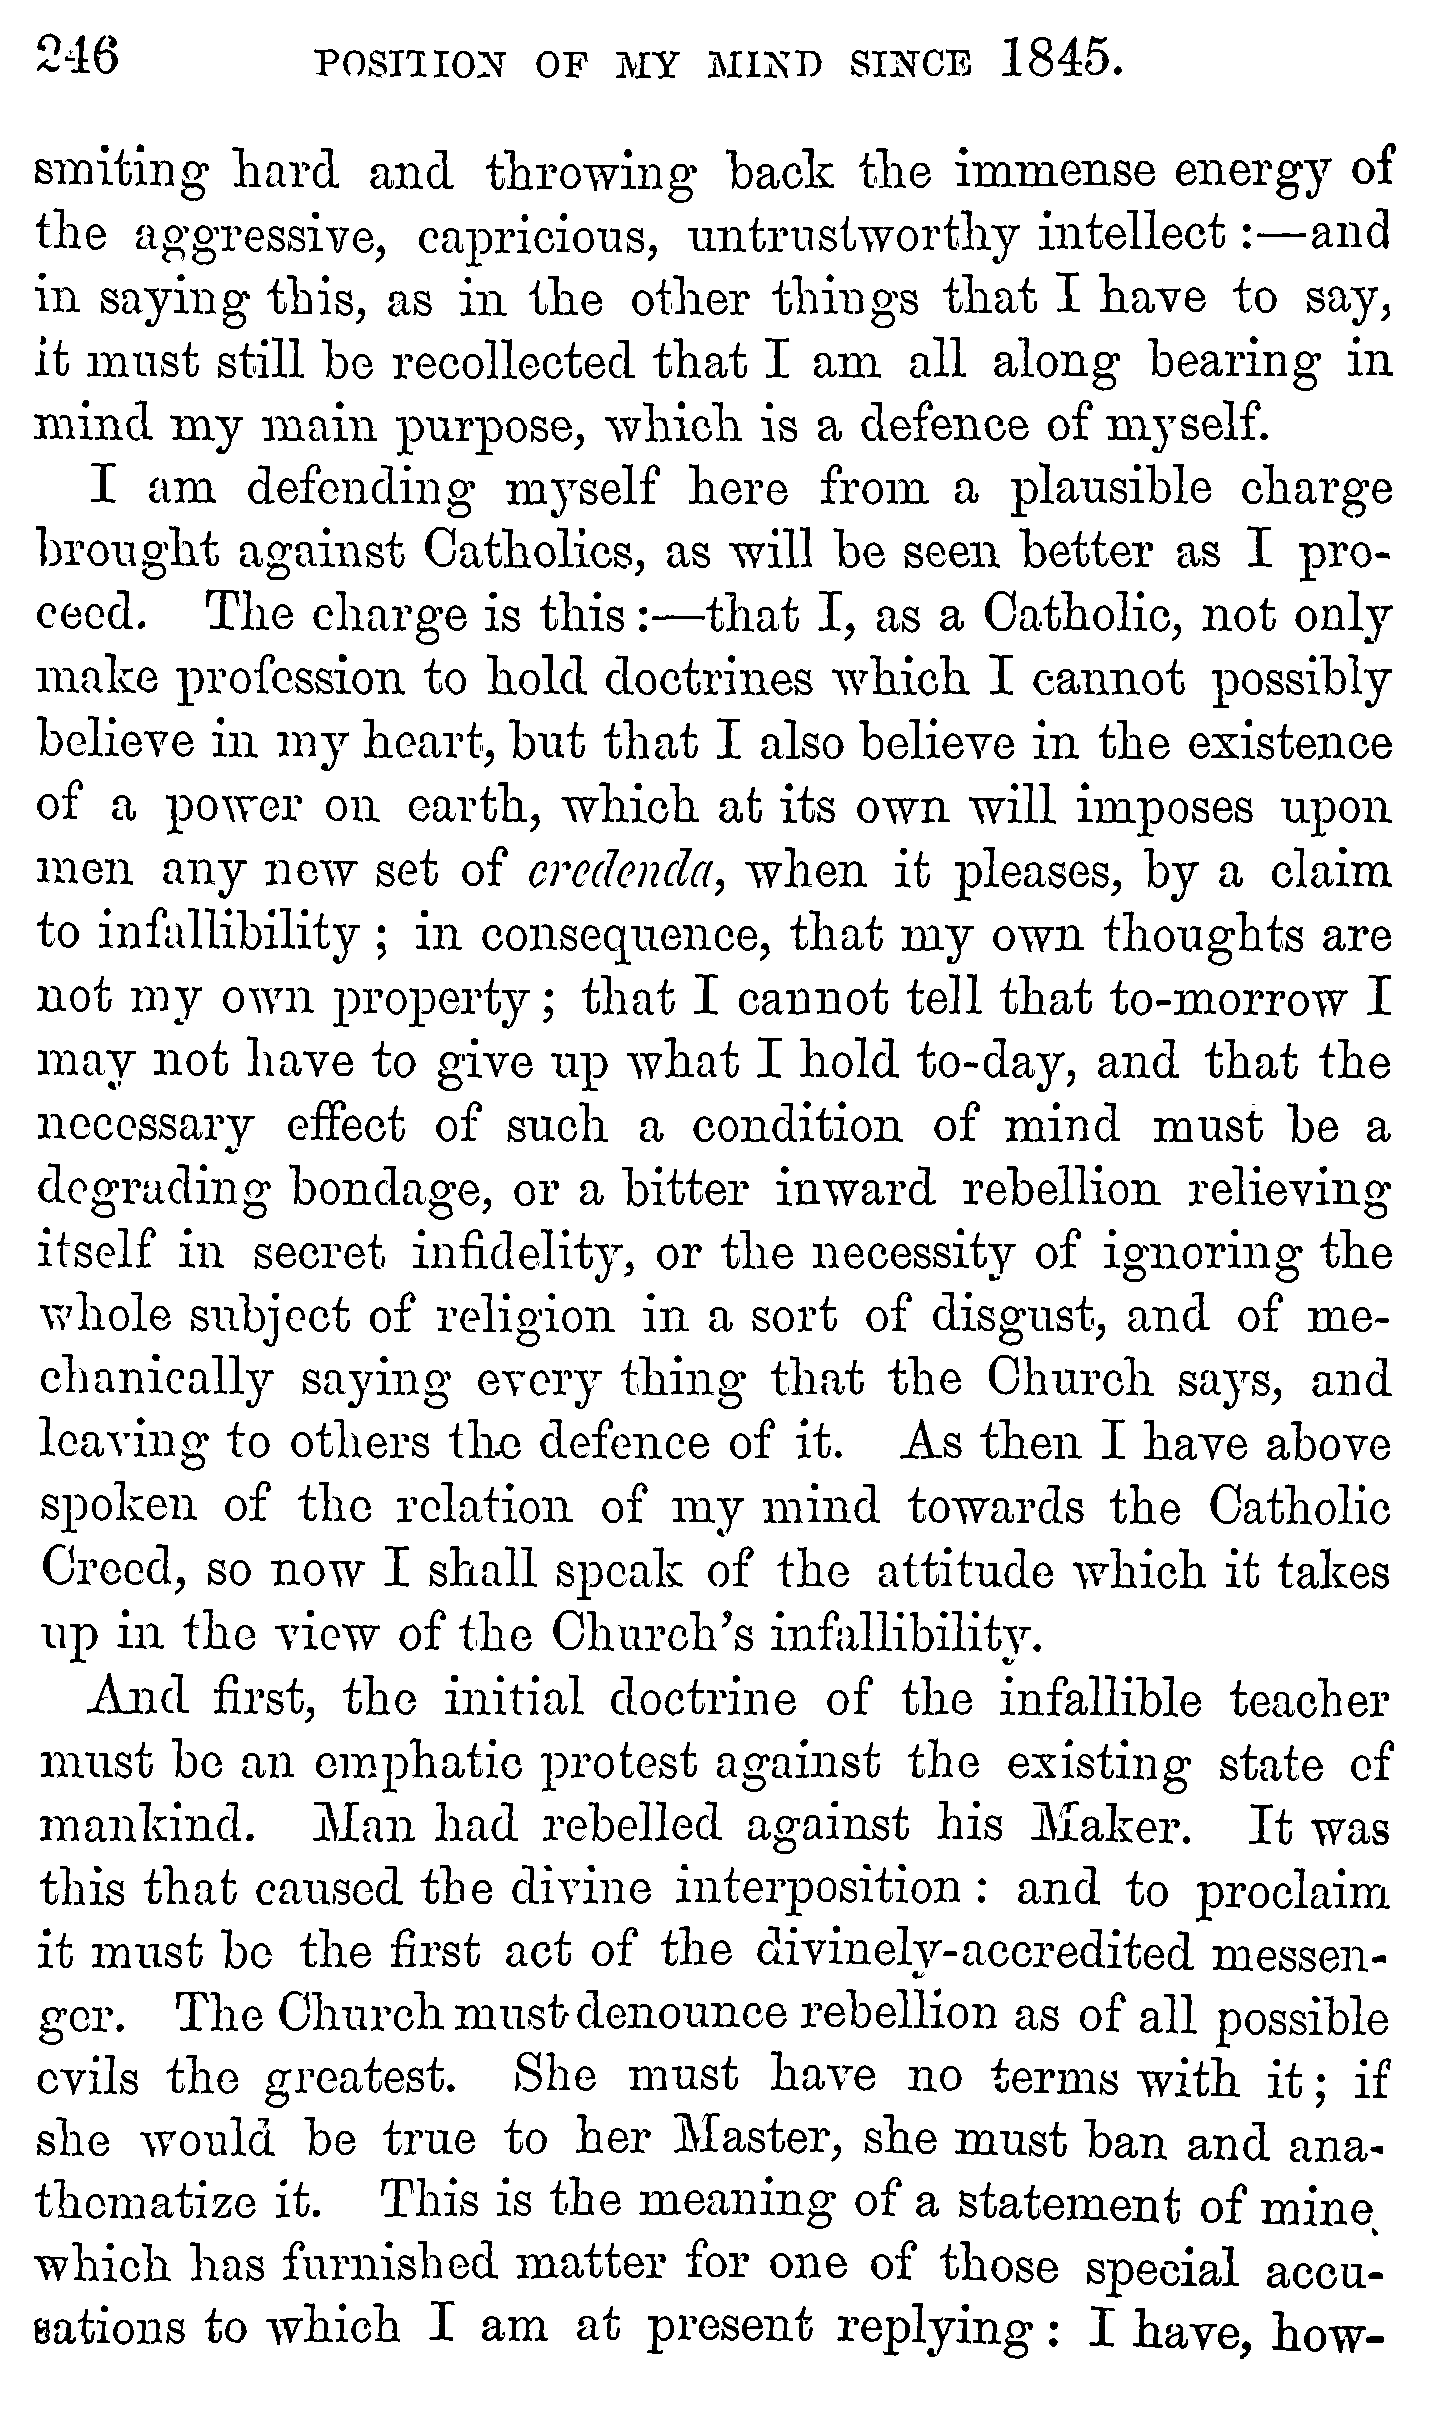 246 POSITION OF MY MIND SINCE 1845.
smiting hard and throwing back the immense energy of
the aggressive, capricious, untrustworthy intellect :—and
in saying this, as in the other things that I have to say,
it must still be recollected that I am all along bearing in
mind my main purpose, which is a defence of myself.
I am defending myself here from a plausible charge
brought against Catholics, as will be seen better as I pro-
ceed. The charge is this :—that I, as a Catholic, not only
make profession to hold doctrines which I cannot possibly
believe in my heart, but that I also believe in the existence
of a power on earth, which at its own will imposes upon
men any new set of credenda, when it pleases, by a claim
to infallibility ; in consequence, that my own thoughts are
not my own property ; that I cannot tell that to-morrow I
may not have to give up what I hold to-day, and that the
necessary effect of such a condition of mind must be a
degrading bondage, or a bitter inward rebellion relieving
itself in secret infidelity, or the necessity of ignoring the
whole subject of religion in a sort of disgust, and of me-
chanically saying every thing that the Church says, and
leaving to others the defence of it. As then I have above
spoken of the relation of my mind towards the Catholic
Creed, so now I shall speak of the attitude which it takes
up in the view of the Church's infallibility.
And first, the initial doctrine of the infallible teacher
must be an emphatic protest against the existing state of
mankind. Man had rebelled against his Maker. It was
this that caused the divine interposition : and to proclaim
it must be the first act of the divinely-accredited messen-
ger. The Church must denounce rebellion as of all possible
evils the greatest. She must have no terms with it ; if
she would be true to her Master, she must ban and ana-
thematize it. This is the meaning of a statement of mine
which has furnished matter for one of those special accu-
sations to which I am at present replying : I have, how-